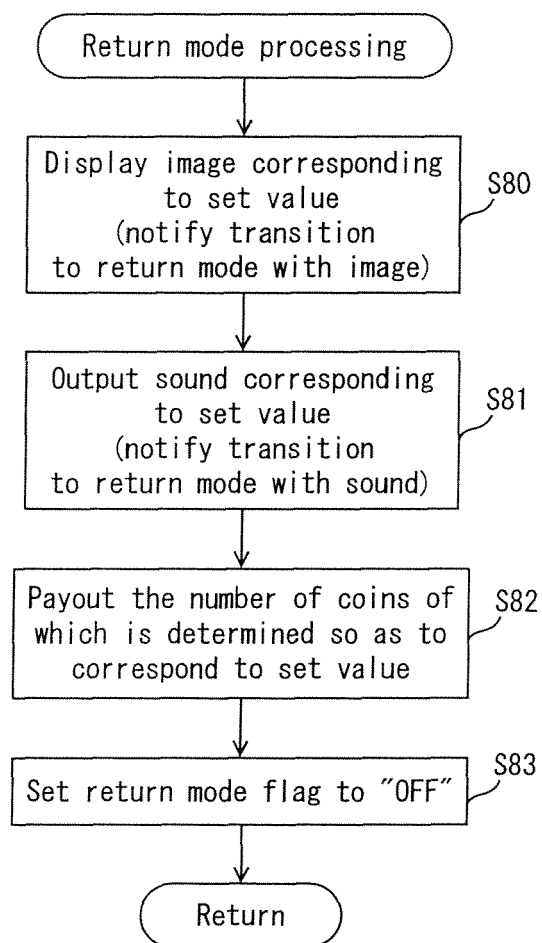 Return mode processing
Display image corresponding
to set value
(notify transition
to return mode with image)
S80
Output sound corresponding
to set value
(notify transition
to return mode with sound)
S81
Payout the number of coins of
which is determined so as to
correspond to set value
S82
Set return mode flag to "OFF"
S83
Return